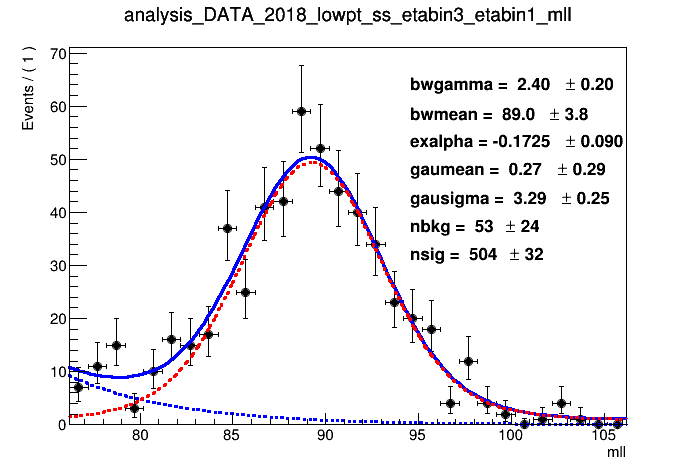 analysis_DATA_2018_lowpt_ss_etabin3_etabin1_mll
Events / ( 1 )
70
60
50
40
30
20
10
0
bwgamma = 2.40 ± 0.20
bwmean = 89.0 ± 3.8
exalpha = -0.1725 ± 0.090
gaumean = 0.27 ± 0.29
gausigma = 3.29 ± 0.25
nbkg = 53 ± 24
nsig = 504 ± 32
80 85 90 95 100 105
mll